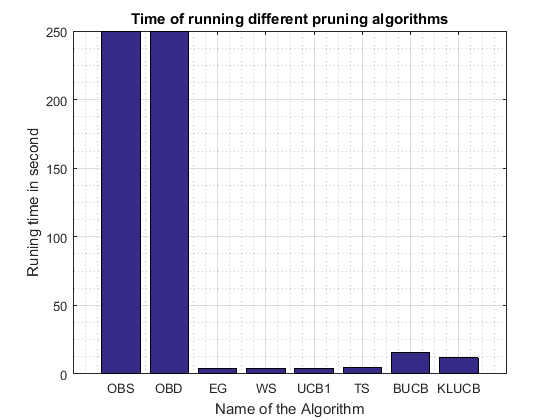 Time of running different pruning algorithms
250
200
150
100
50
0
Runing time in second
OBS OBD EG WS UCB1 TS BUCB KLUCB
Name of the Algorithm